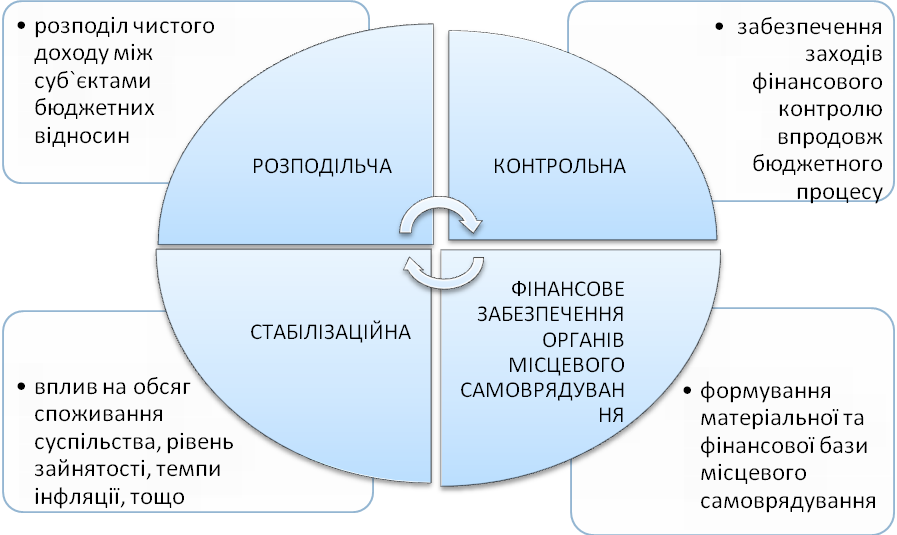 • розподіл чистого
доходу між
суб`єктами
бюджетних
відносин
РОЗПОДІЛЬЧА
• забезпечення
заходів
фінансового
контролю
впродовж
бюджетного
процесу
КОНТРОЛЬНА
СТАБІЛІЗАЦІЙНА
• вплив на обсяг
споживання
суспільства, рівень
зайнятості, темпи
інфляції, тощо
ФІНАНСОВЕ
ЗАБЕЗПЕЧЕННЯ
ОРГАНІВ
МІСЦЕВОГО
САМОВРЯДУВАН
НЯ
• формування
матеріальної та
фінансової бази
місцевого
самоврядування